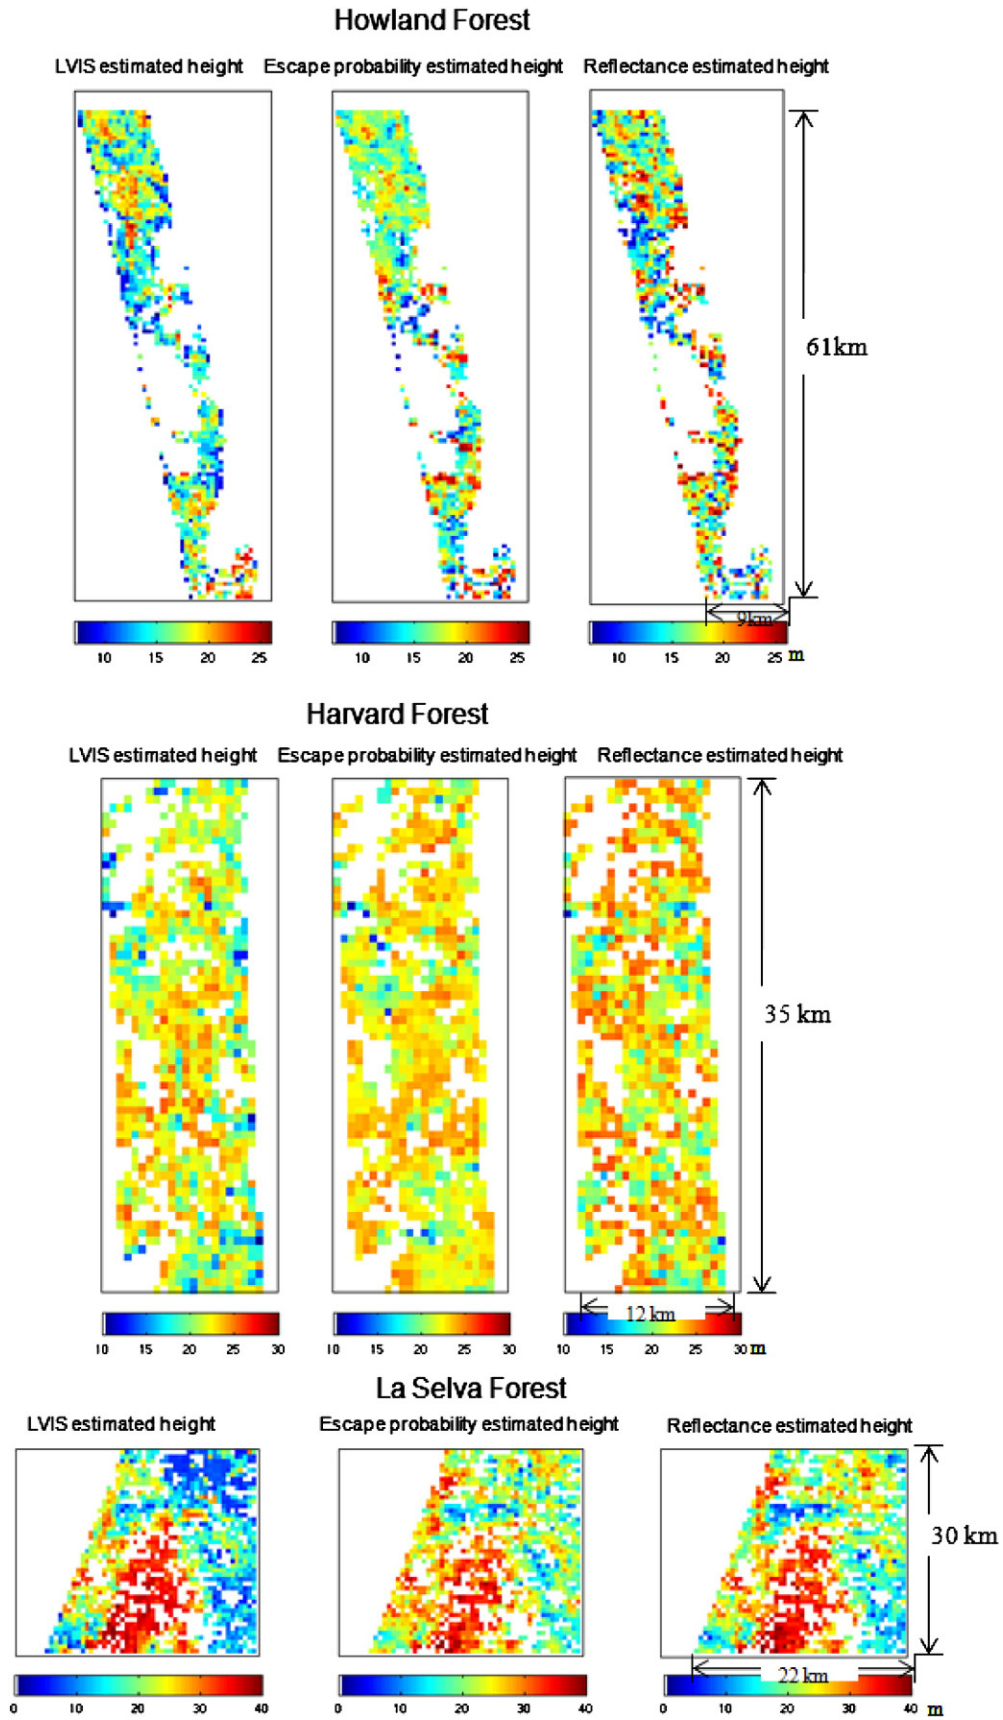 Howland Forest
LVIS estimated height Escape probability estimated height Reflectance estimated height
61km
9km
10 15 20 25 10 15 20 25 10 15 20 25 m
Harvard Forest
LVIS estimated height Escape probability estimated height Reflectance estimated height
35 km
12 km
10 15 20 25 30 10 15 20 25 30 10 15 20 25 30 m
La Selva Forest
LVIS estimated height Escape probability estimated height Reflectance estimated height
30 km
22 km
0 10 20 30 40 0 10 20 30 40 0 10 20 30 40 m